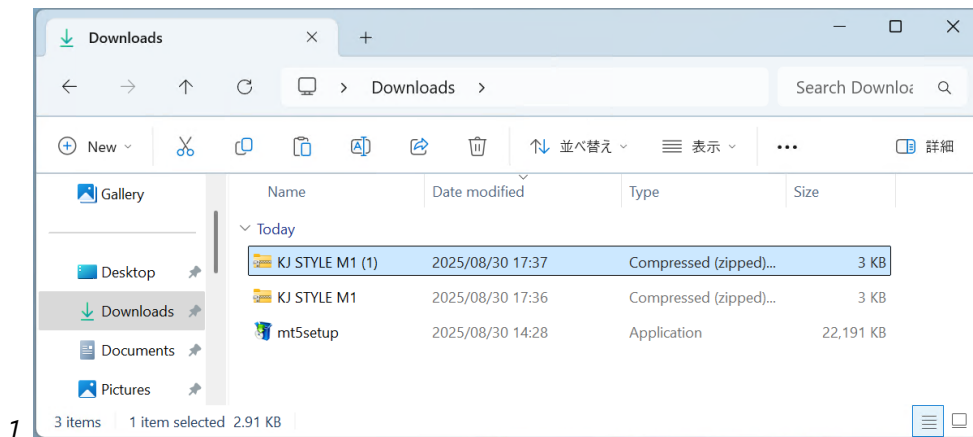 Downloads
Downloads
Search Downloa
New
並べ替え
表示
詳細
Gallery
Desktop
Downloads
Documents
Pictures
Name Date modified Type Size
Today
KJ STYLE M1 (1) 2025/08/30 17:37 Compressed (zipped)... 3 KB
KJ STYLE M1 2025/08/30 17:36 Compressed (zipped)... 3 KB
mt5setup 2025/08/30 14:28 Application 22,191 KB
3 items 1 item selected 2.91 KB
1